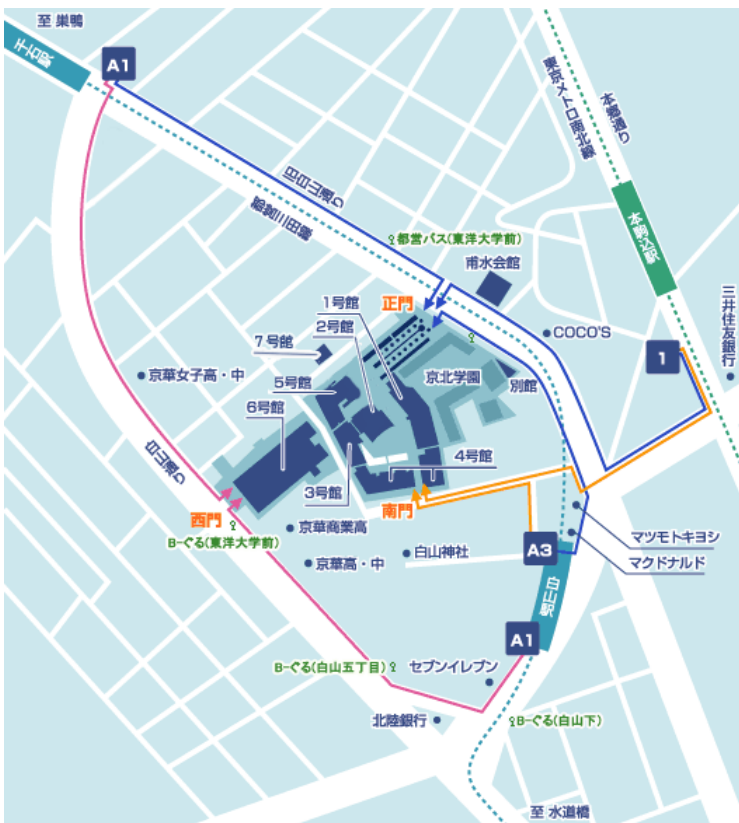 至 巣鴨
千石駅
A1
東京メトロ南北線
本郷通り
旧白山通り
都営三田線
都営バス(東洋大学前)
甫水会館
本駒込駅
正門
1号館
2号館
7号館
COCO'S
三井住友銀行
1
京華女子高・中
5号館
京北学園
別館
6号館
白山通り
4号館
3号館
西門
南門
B-ぐる(東洋大学前)
京華商業高
マツモトキヨシ
京華高・中
白山神社
A3
マクドナルド
白山駅
A1
B-ぐる(白山五丁目)
セブンイレブン
北陸銀行
B-ぐる(白山下)
至 水道橋